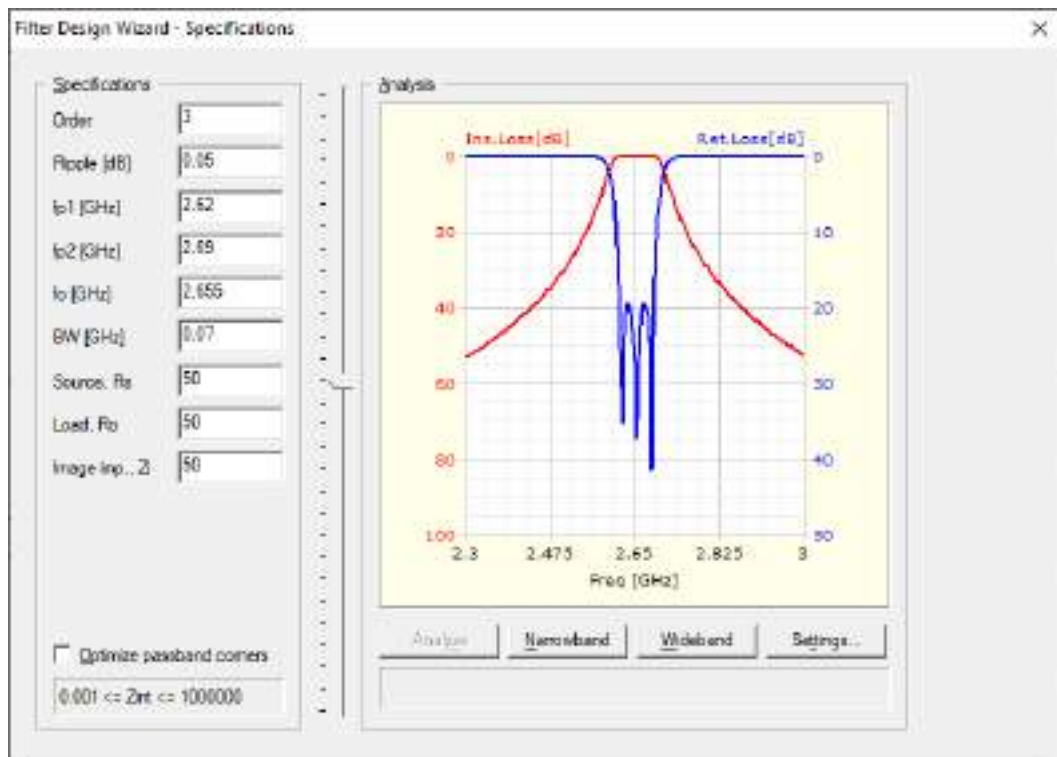 Filter Design Wizard - Specifications
Specifications
Order 3
Ripple [dB] 0.05
fp1 [GHz] 2.62
fp2 [GHz] 2.69
fo [GHz] 2.655
BW [GHz] 0.07
Source, Rs 50
Load, Ro 50
Image Imp., Zi 50
Optimize passband corners
0.001 <= Zint <= 1000000
Analysis
Ins.Loss[dB] Ret.Loss[dB]
0 0
20 10
40 20
60 30
80 40
100 50
2.3 2.475 2.65 2.825 3
Freq [GHz]
Analyze Narrowband Wideband Settings...